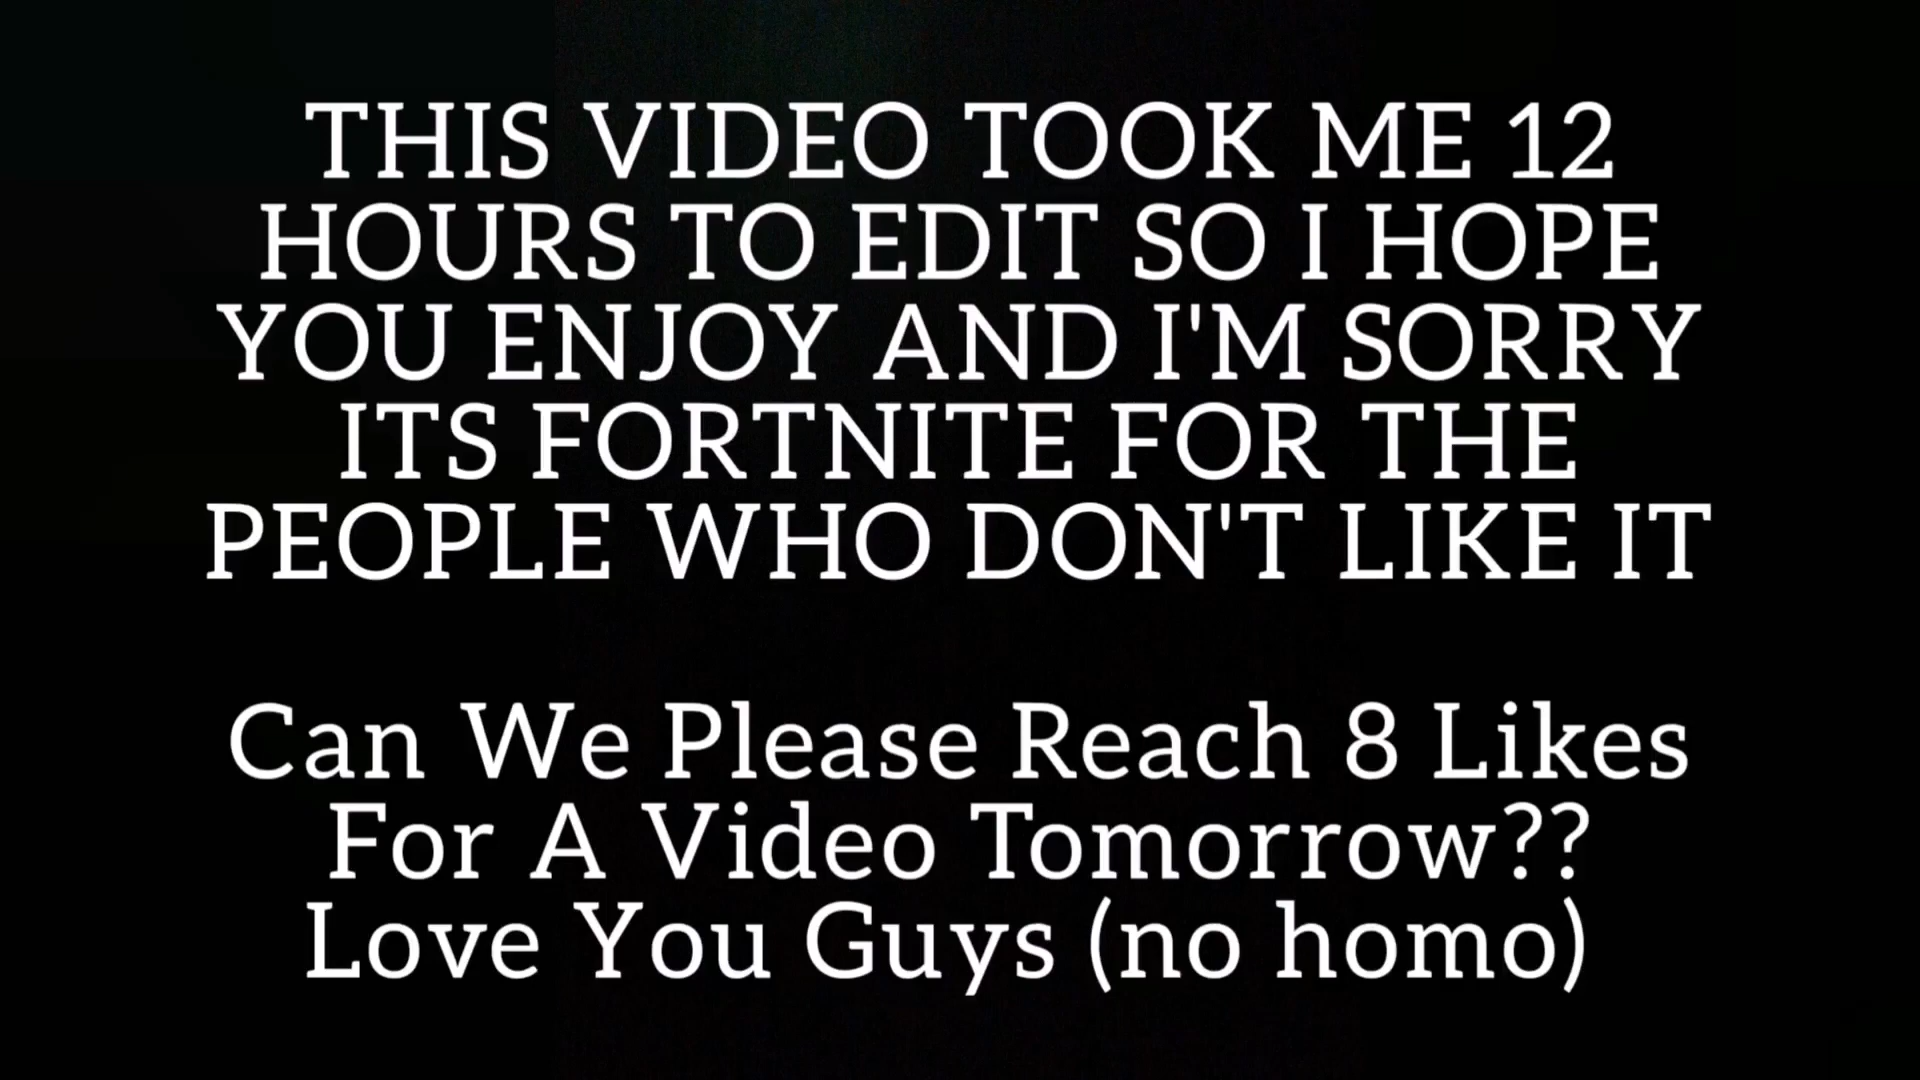 THIS VIDEO TOOK ME 12
HOURS TO EDIT SO I HOPE
YOU ENJOY AND I'M SORRY
ITS FORTNITE FOR THE
PEOPLE WHO DON'T LIKE IT
Can We Please Reach 8 Likes
For A Video Tomorrow??
Love You Guys (no homo)